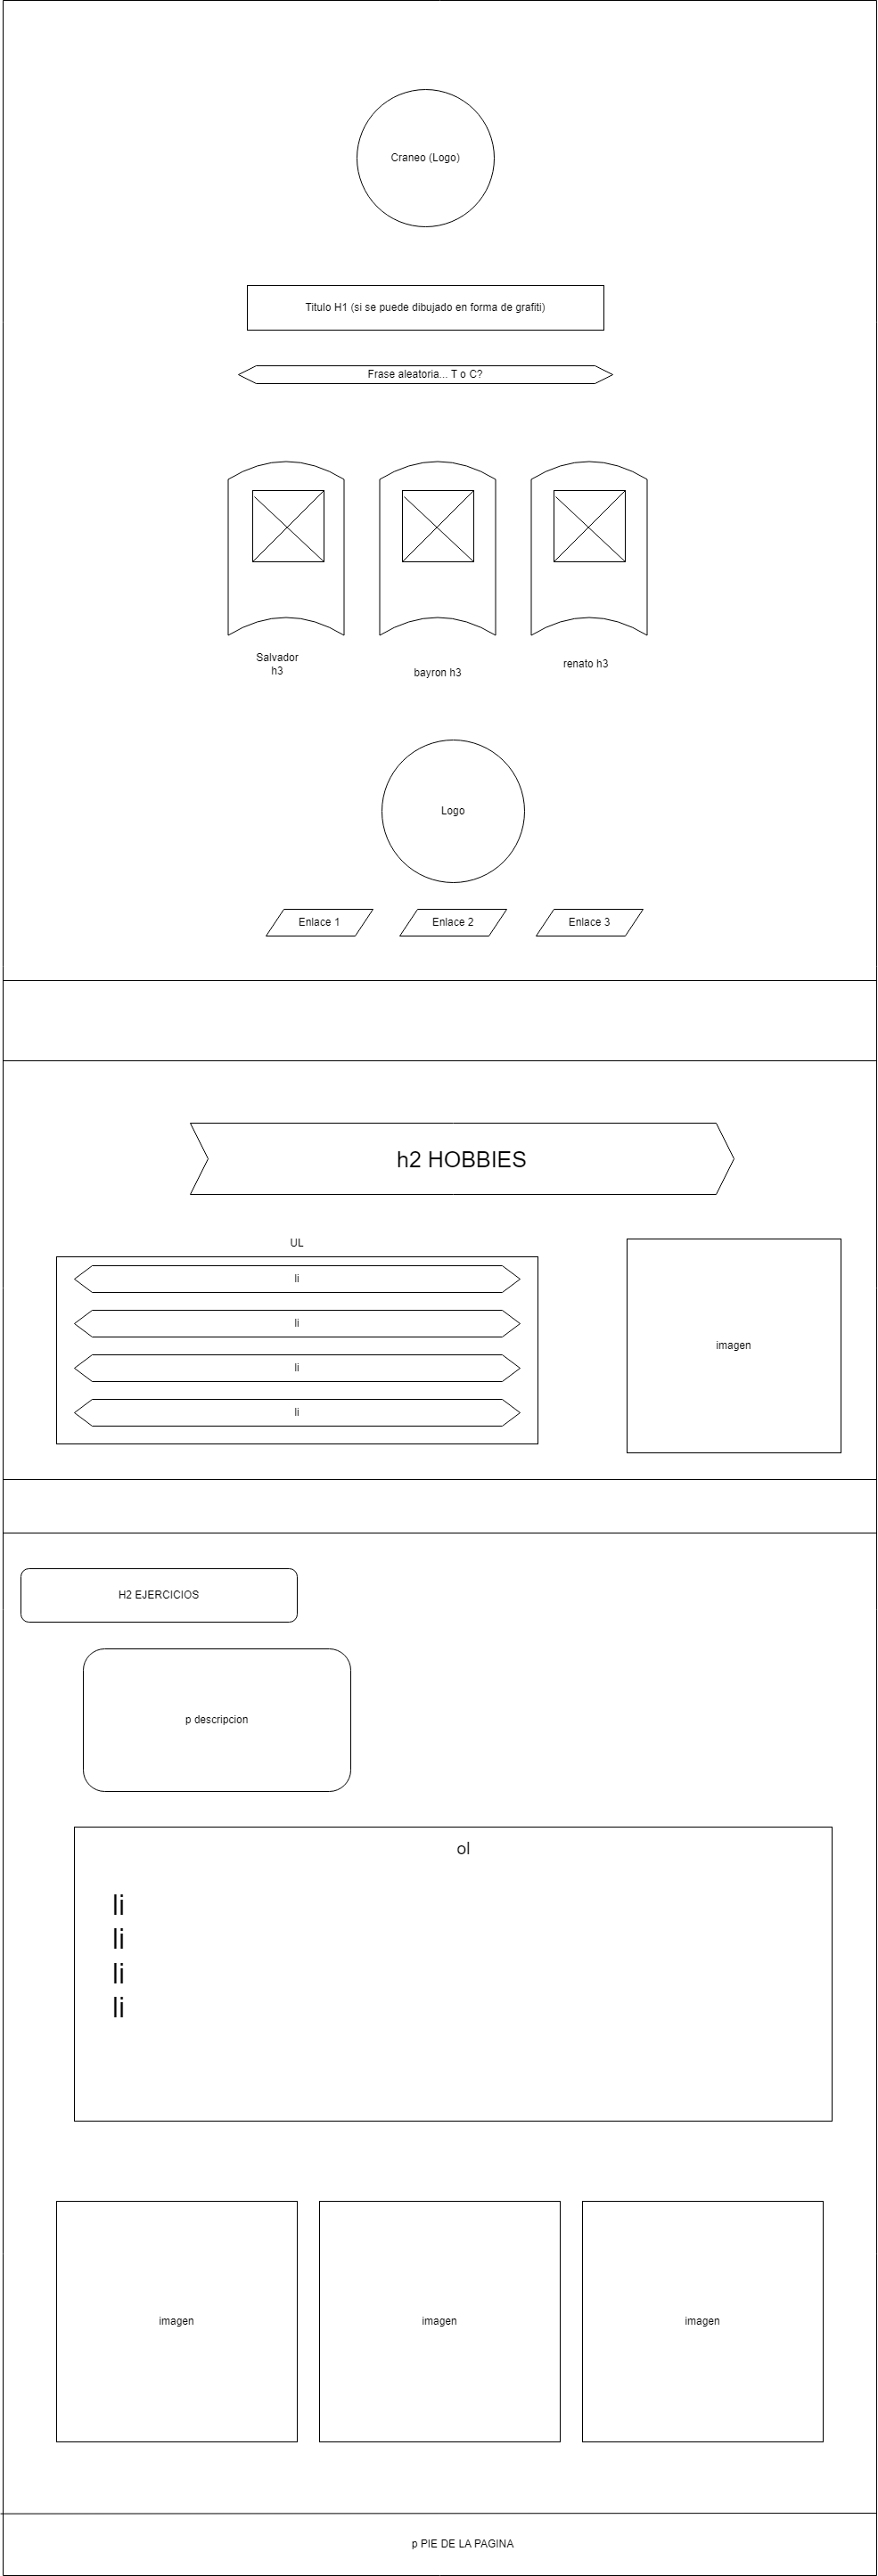 Craneo (Logo)
Titulo H1 (si se puede dibujado en forma de grafiti)
Frase aleatoria... T o C?
Salvador
h3
bayron h3
renato h3
Logo
Enlace 1
Enlace 2
Enlace 3
h2 HOBBIES
UL
li
li
li
li
imagen
H2 EJERCICIOS
p descripcion
ol
li
li
li
li
imagen
imagen
imagen
p PIE DE LA PAGINA